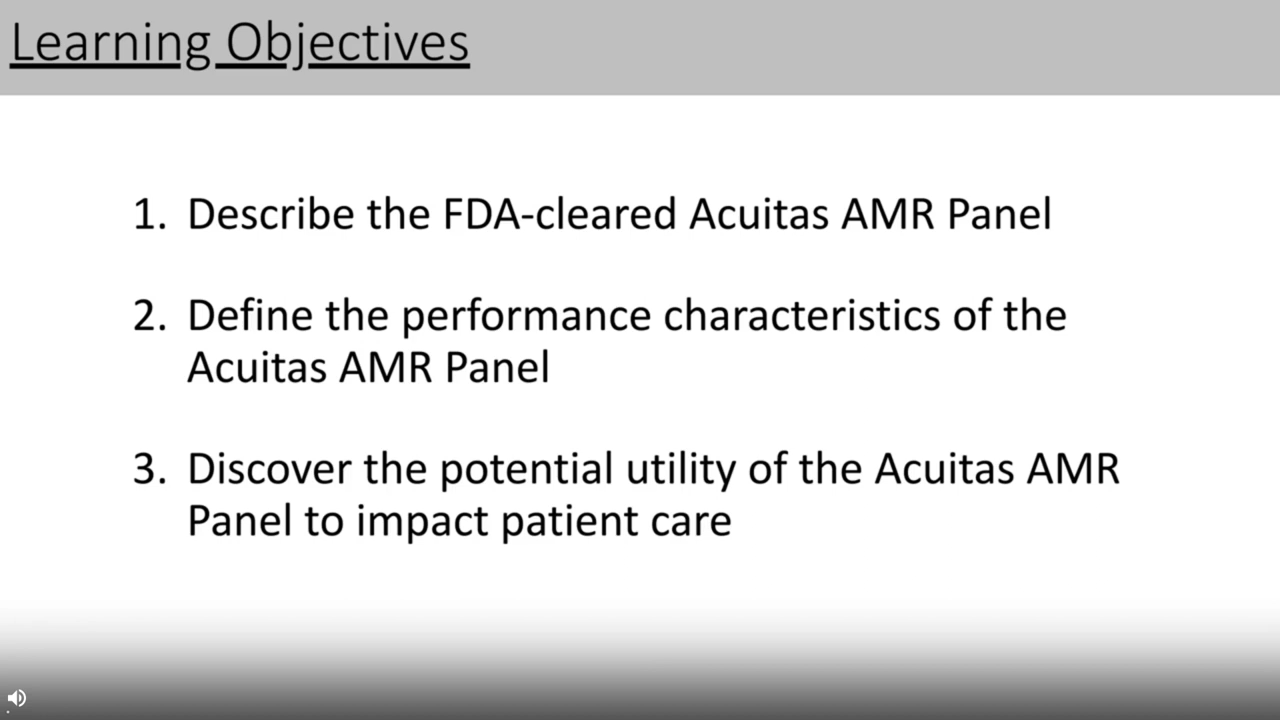 Learning Objectives
1. Describe the FDA-cleared Acuitas AMR Panel
2. Define the performance characteristics of the
Acuitas AMR Panel
3. Discover the potential utility of the Acuitas AMR
Panel to impact patient care